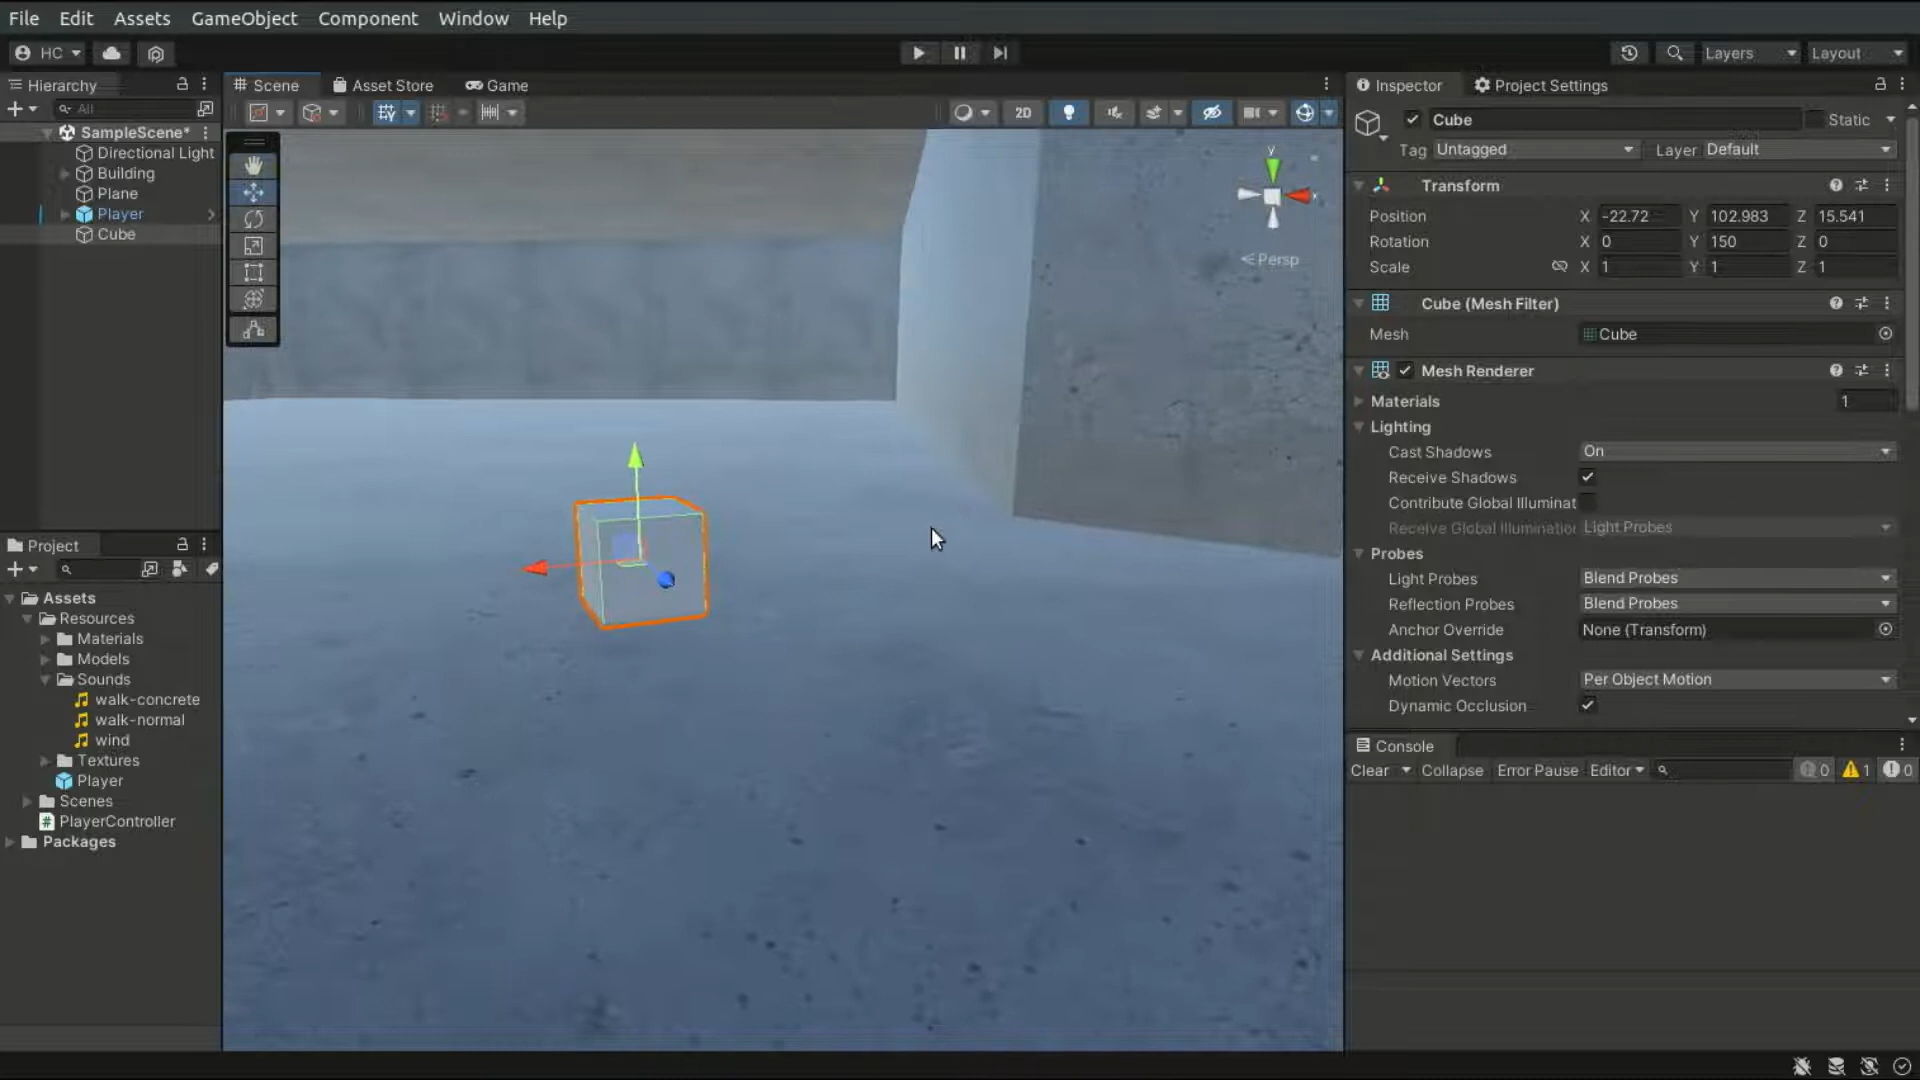 File Edit Assets GameObject Component Window Help
HC Layers Layout
Hierarchy
All
SampleScene*
Directional Light
Building
Plane
Player
Cube
Project
Assets
Resources
Materials
Models
Sounds
walk-concrete
walk-normal
wind
Textures
Player
Scenes
PlayerController
Packages
Scene Asset Store Game
2D
y
Persp
Inspector Project Settings
Cube Static
Tag Untagged Layer Default
Transform
Position X -22.72 Y 102.983 Z 15.541
Rotation X 0 Y 150 Z 0
Scale X 1 Y 1 Z 1
Cube (Mesh Filter)
Mesh Cube
Mesh Renderer
Materials 1
Lighting
Cast Shadows On
Receive Shadows
Contribute Global Illuminat
Receive Global Illumination Light Probes
Probes
Light Probes Blend Probes
Reflection Probes Blend Probes
Anchor Override None (Transform)
Additional Settings
Motion Vectors Per Object Motion
Dynamic Occlusion
Console
Clear Collapse Error Pause Editor 0 1 0